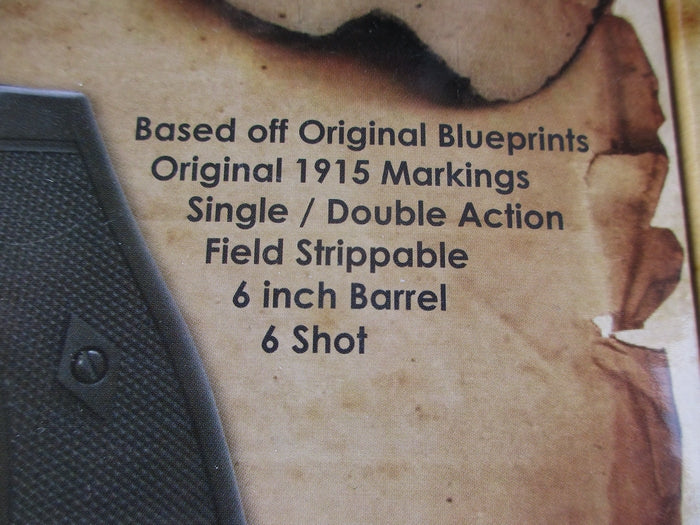 Based off Original Blueprints
Original 1915 Markings
Single / Double Action
Field Strippable
6 inch Barrel
6 Shot